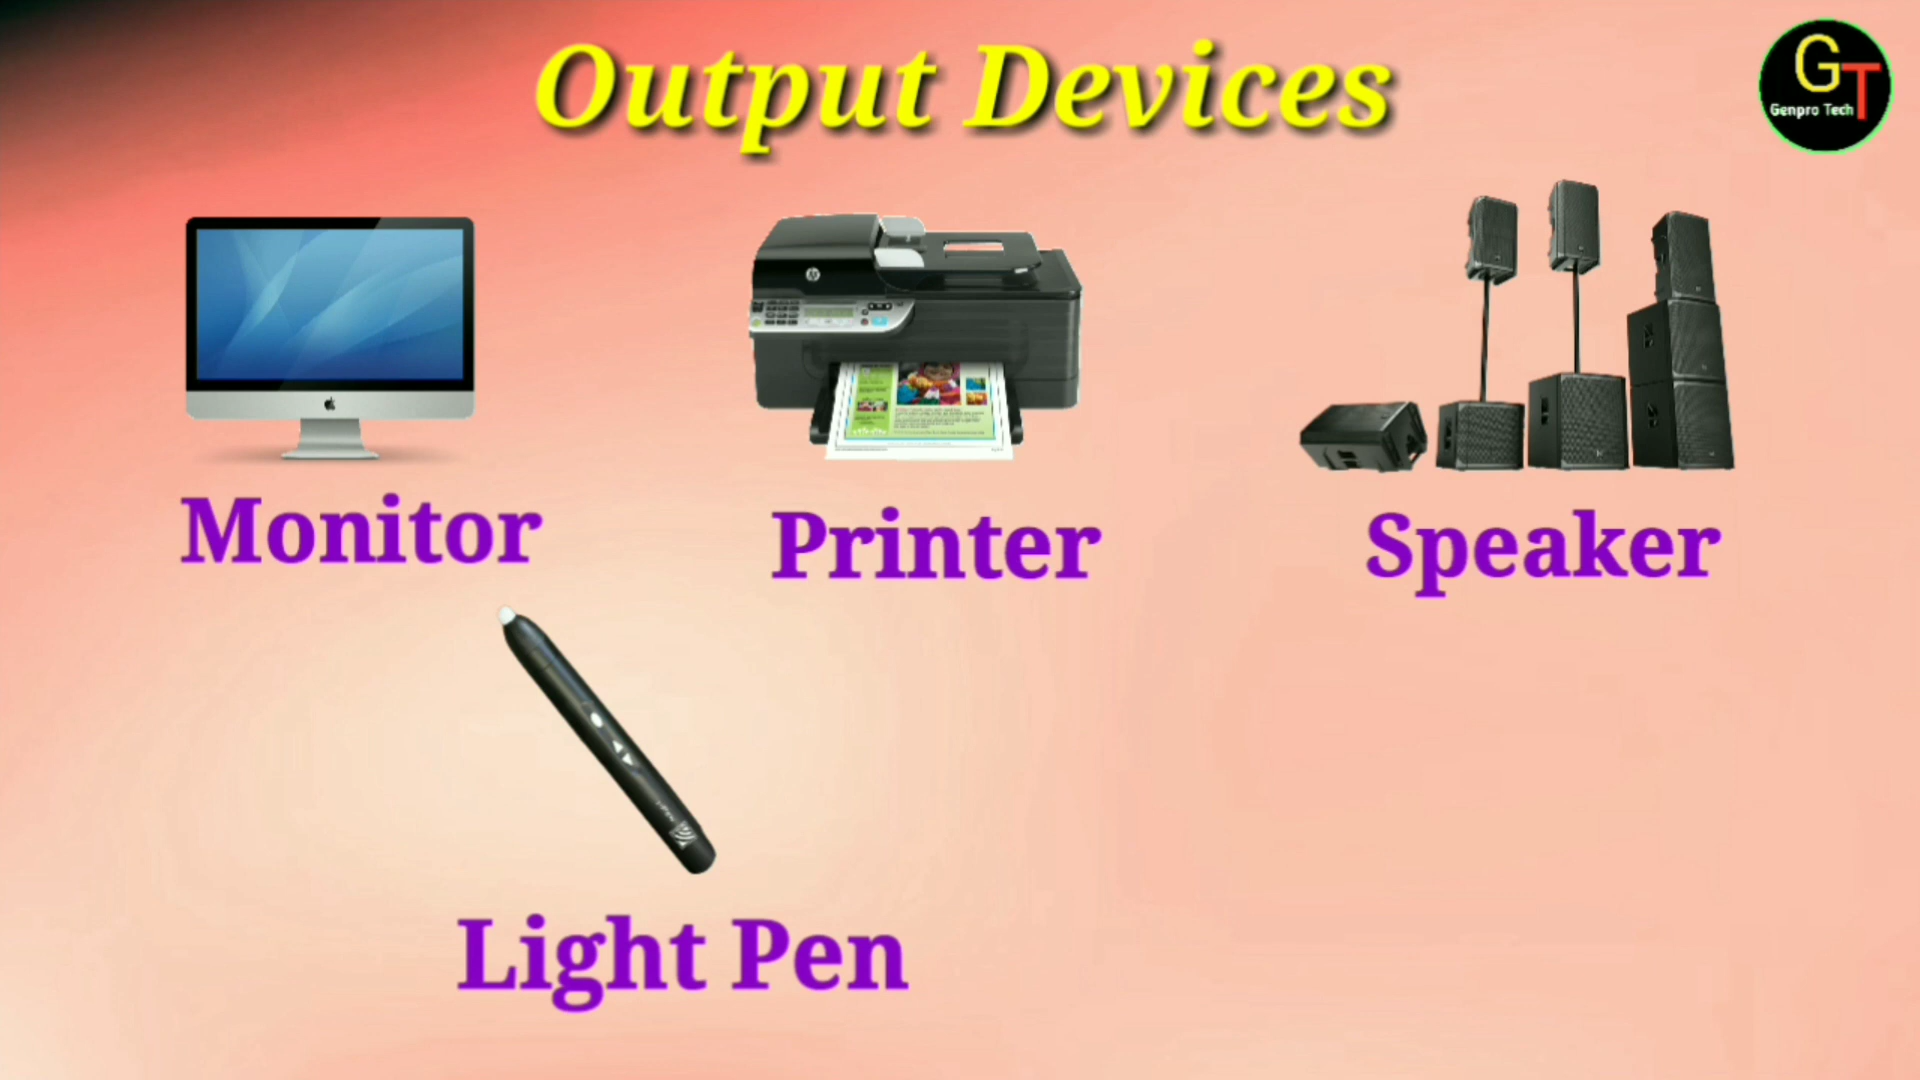 Output Devices
GT
Genpro Tech
Monitor
Printer
Speaker
Light Pen